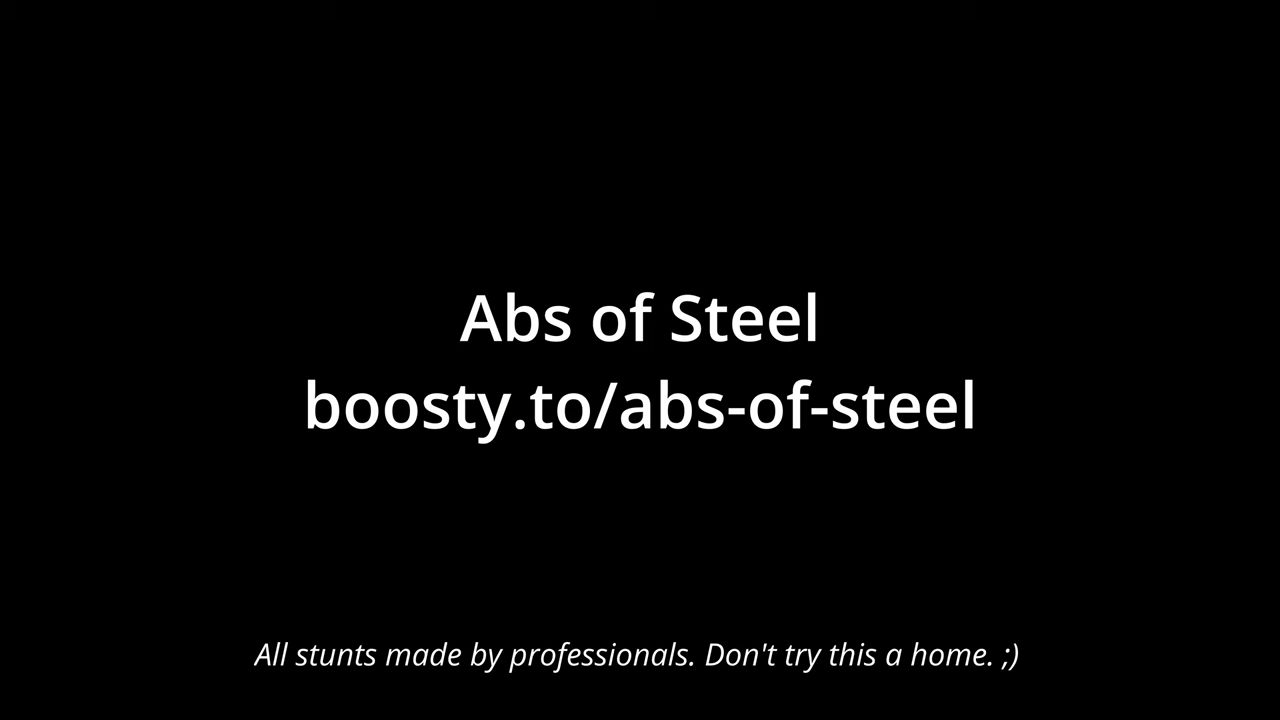 Abs of Steel
boosty.to/abs-of-steel
All stunts made by professionals. Don't try this a home. ;)